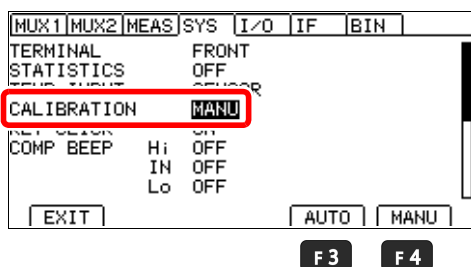 MUX1 MUX2 MEAS SYS I/O IF BIN
TERMINAL FRONT
STATISTICS OFF
CALIBRATION MANU
COMP BEEP Hi OFF
IN OFF
Lo OFF
EXIT AUTO MANU
F3 F4